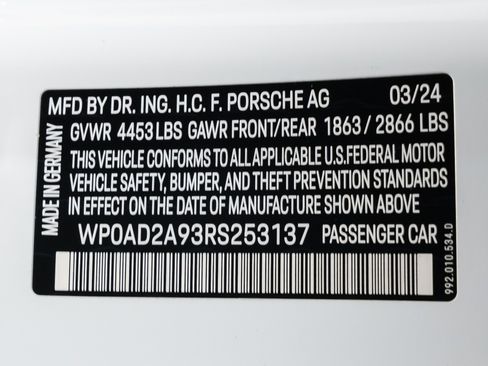 MFD BY DR. ING. H.C. F. PORSCHE AG 03/24
GVWR 4453 LBS GAWR FRONT/REAR 1863 / 2866 LBS
THIS VEHICLE CONFORMS TO ALL APPLICABLE U.S.FEDERAL MOTOR
VEHICLE SAFETY, BUMPER, AND THEFT PREVENTION STANDARDS
IN EFFECT ON THE DATE OF MANUFACTURE SHOWN ABOVE
WP0AD2A93RS253137 PASSENGER CAR
MADE IN GERMANY
992.010.534.D